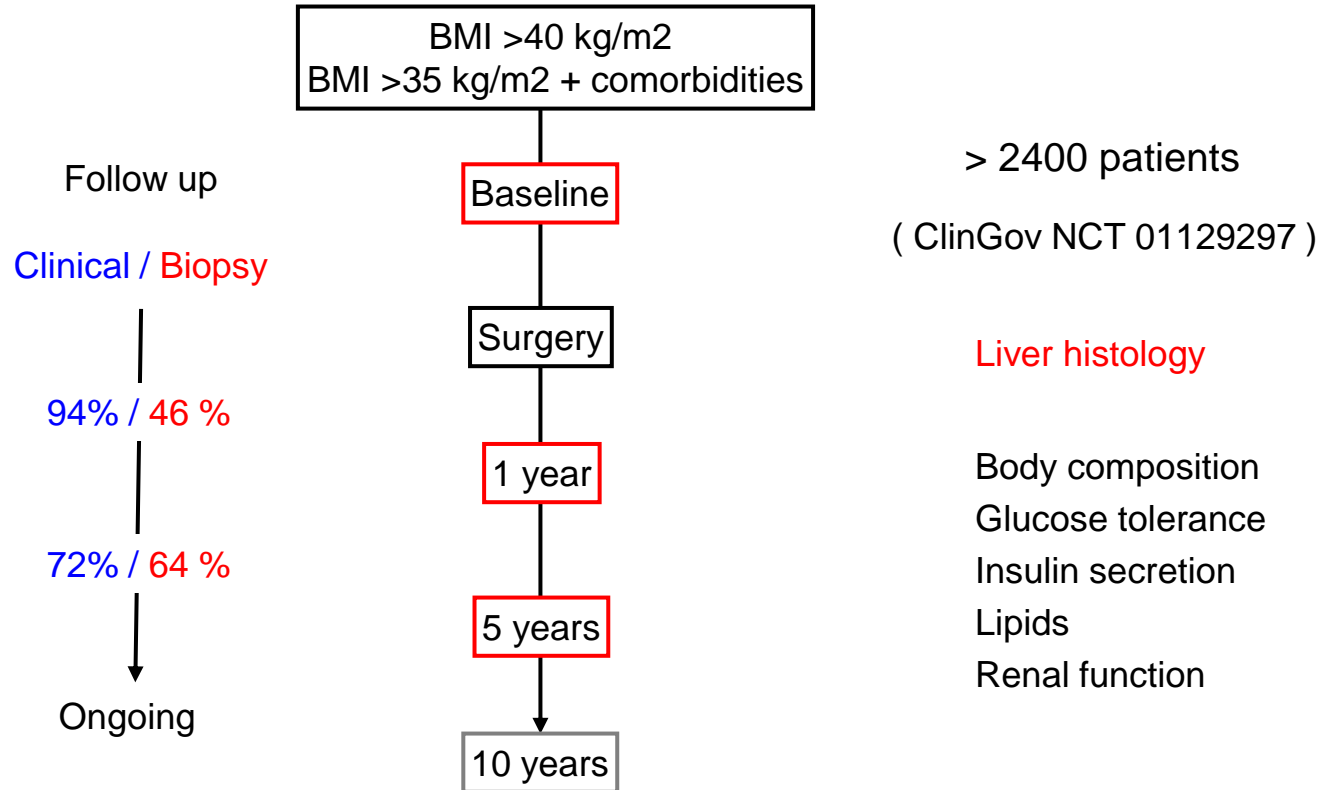 BMI >40 kg/m2
BMI >35 kg/m2 + comorbidities
Follow up
Clinical / Biopsy
94% / 46 %
72% / 64 %
Ongoing
Baseline
Surgery
1 year
5 years
10 years
> 2400 patients
( ClinGov NCT 01129297 )
Liver histology
Body composition
Glucose tolerance
Insulin secretion
Lipids
Renal function